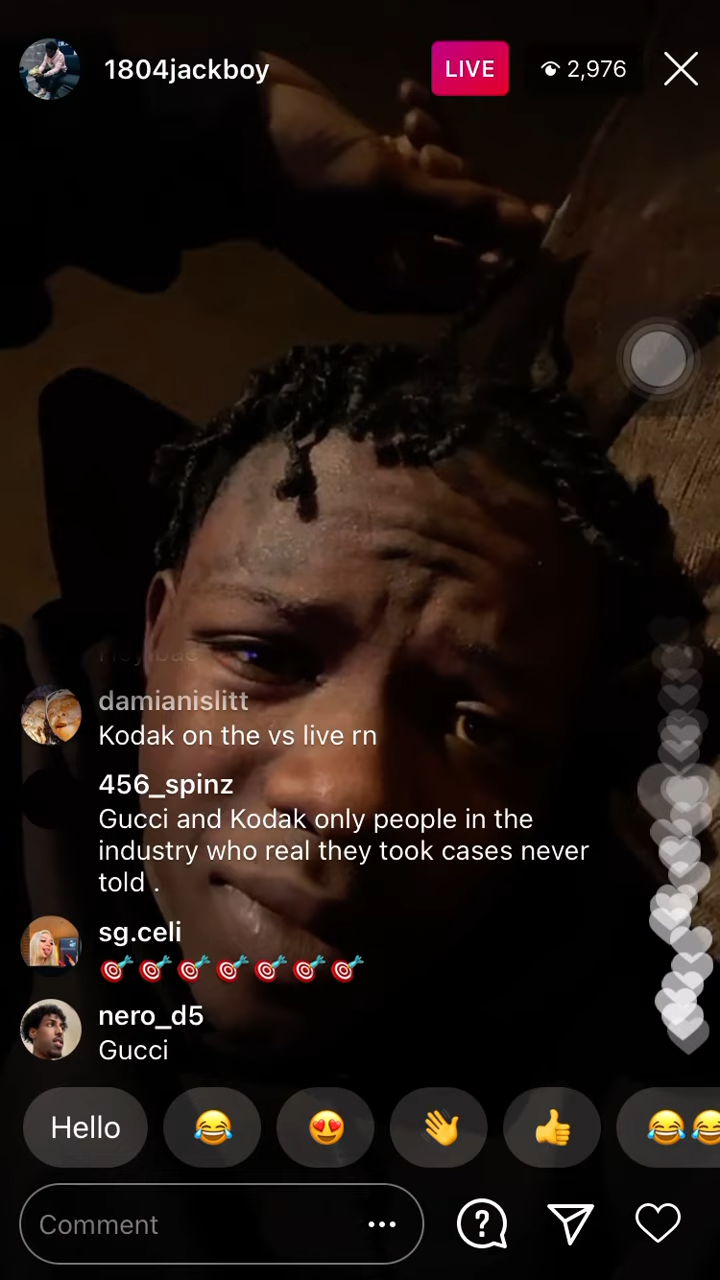 1804jackboy
LIVE
2,976
damianislitt
Kodak on the vs live rn
456_spinz
Gucci and Kodak only people in the
industry who real they took cases never
told .
sg.celi
🎯🎯🎯🎯🎯🎯🎯
nero_d5
Gucci
Hello 😂 😍 👋 👍 😂😂
Comment